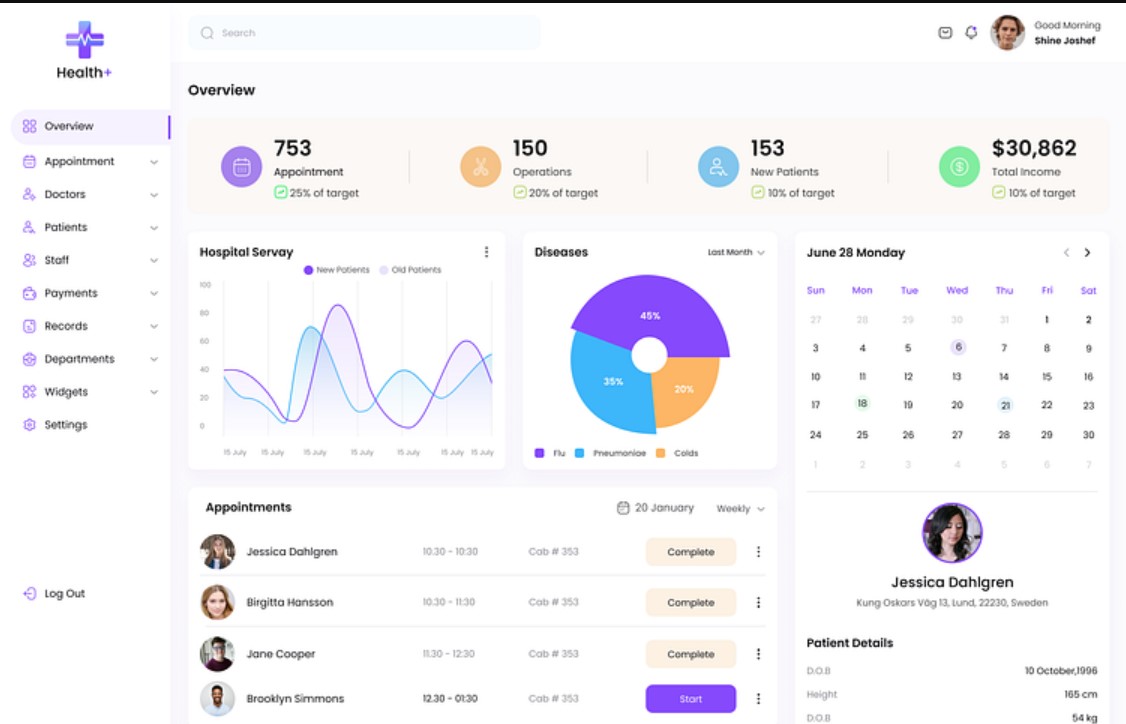 Health+
Overview
Appointment
Doctors
Patients
Staff
Payments
Records
Departments
Widgets
Settings
Log Out
Search
Good Morning
Shine Joshef
Overview
753
Appointment
25% of target
150
Operations
20% of target
153
New Patients
10% of target
$30,862
Total Income
10% of target
Hospital Servay
New Patients Old Patients
100
80
60
40
20
0
15 July 15 July 15 July 15 July 15 July 15 July 15 July
Diseases
Last Month
45%
35%
20%
Flu Pneumoniae Colds
June 28 Monday
Sun Mon Tue Wed Thu Fri Sat
27 28 29 30 31 1 2
3 4 5 6 7 8 9
10 11 12 13 14 15 16
17 18 19 20 21 22 23
24 25 26 27 28 29 30
1 2 3 4 5 6 7
Appointments
20 January
Weekly
Jessica Dahlgren 10.30 - 10:30 Cab # 353 Complete
Birgitta Hansson 10.30 - 11:30 Cab # 353 Complete
Jane Cooper 11.30 - 12:30 Cab # 353 Complete
Brooklyn Simmons 12.30 - 01:30 Cab # 353 Start
Jessica Dahlgren
Kung Oskars Väg 13, Lund, 22230, Sweden
Patient Details
D.O.B 10 October,1996
Height 165 cm
D.O.B 54 kg